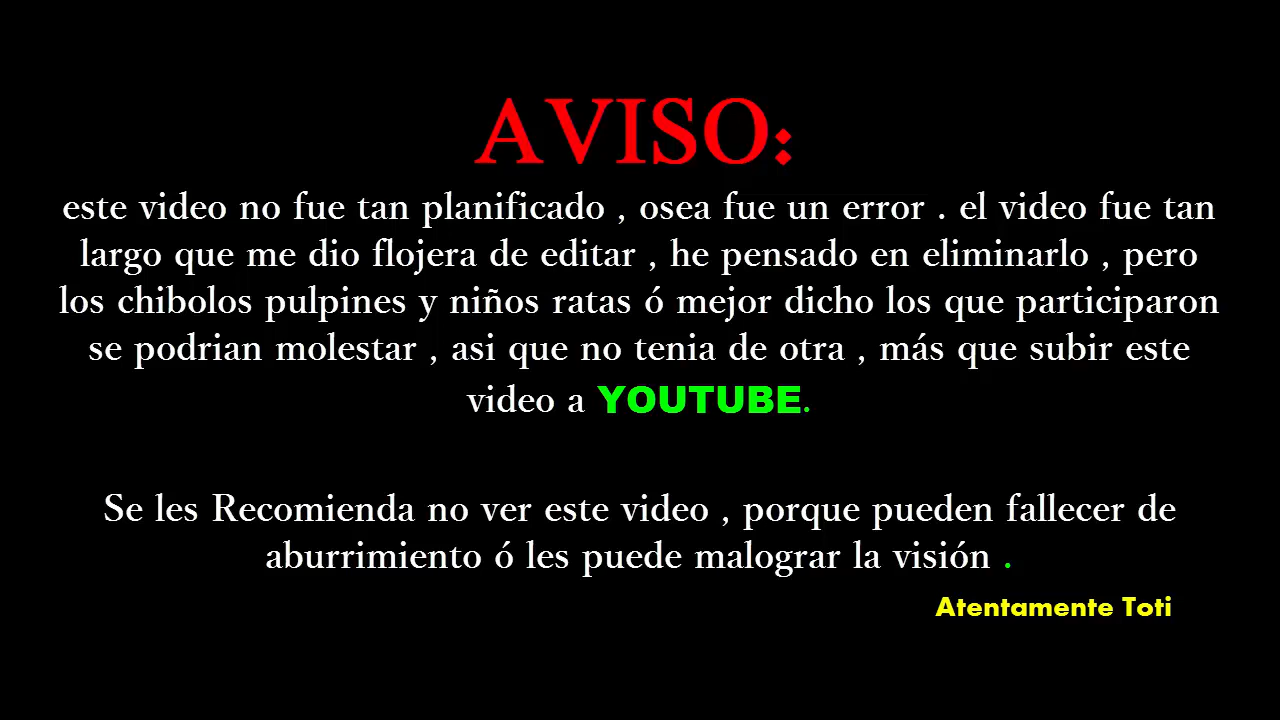 AVISO:
este video no fue tan planificado , osea fue un error . el video fue tan
largo que me dio flojera de editar , he pensado en eliminarlo , pero
los chibolos pulpines y niños ratas ó mejor dicho los que participaron
se podrian molestar , asi que no tenia de otra , más que subir este
video a YOUTUBE.
Se les Recomienda no ver este video , porque pueden fallecer de
aburrimiento ó les puede malograr la visión .
Atentamente Toti